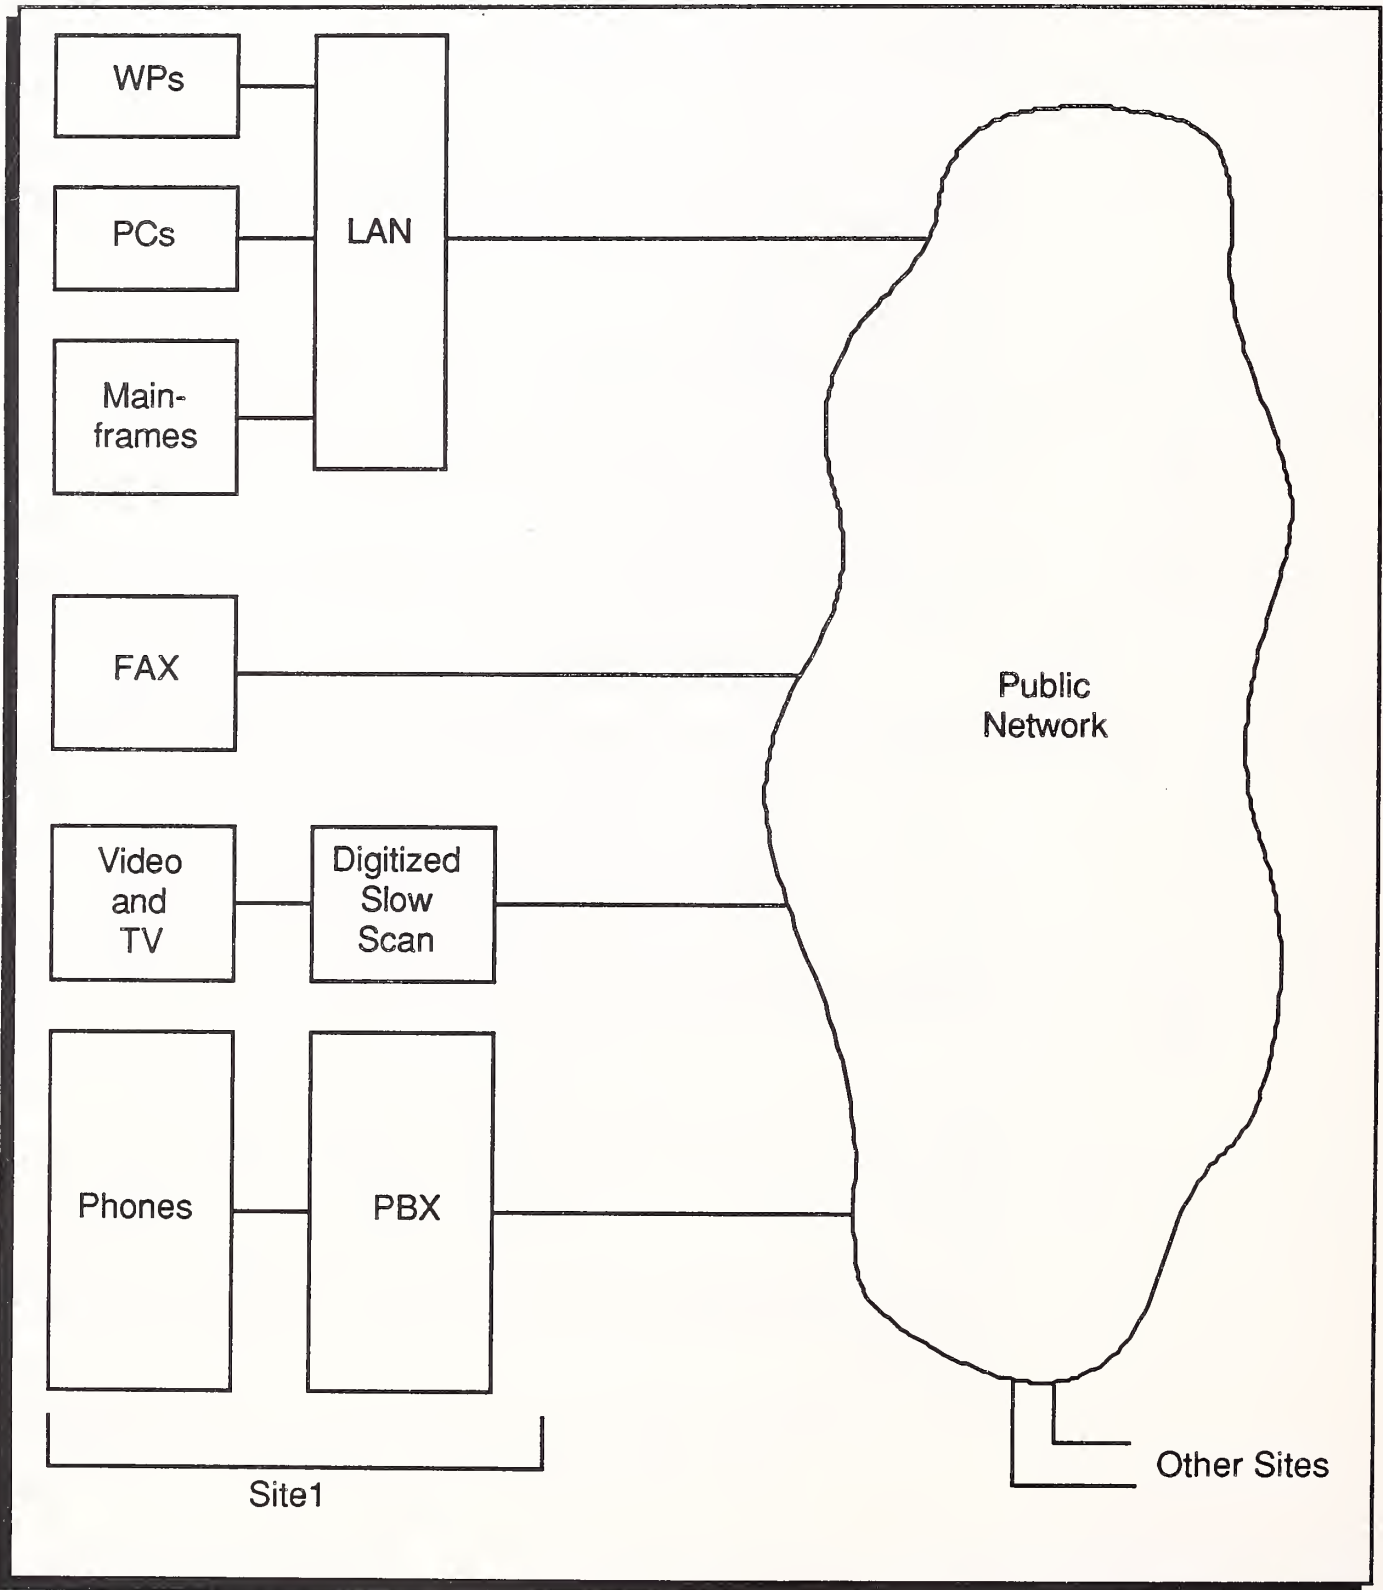 WPs
PCs
LAN
Main-
frames
FAX
Public
Network
Video
and
TV
Digitized
Slow
Scan
Phones
PBX
Other Sites
Site1